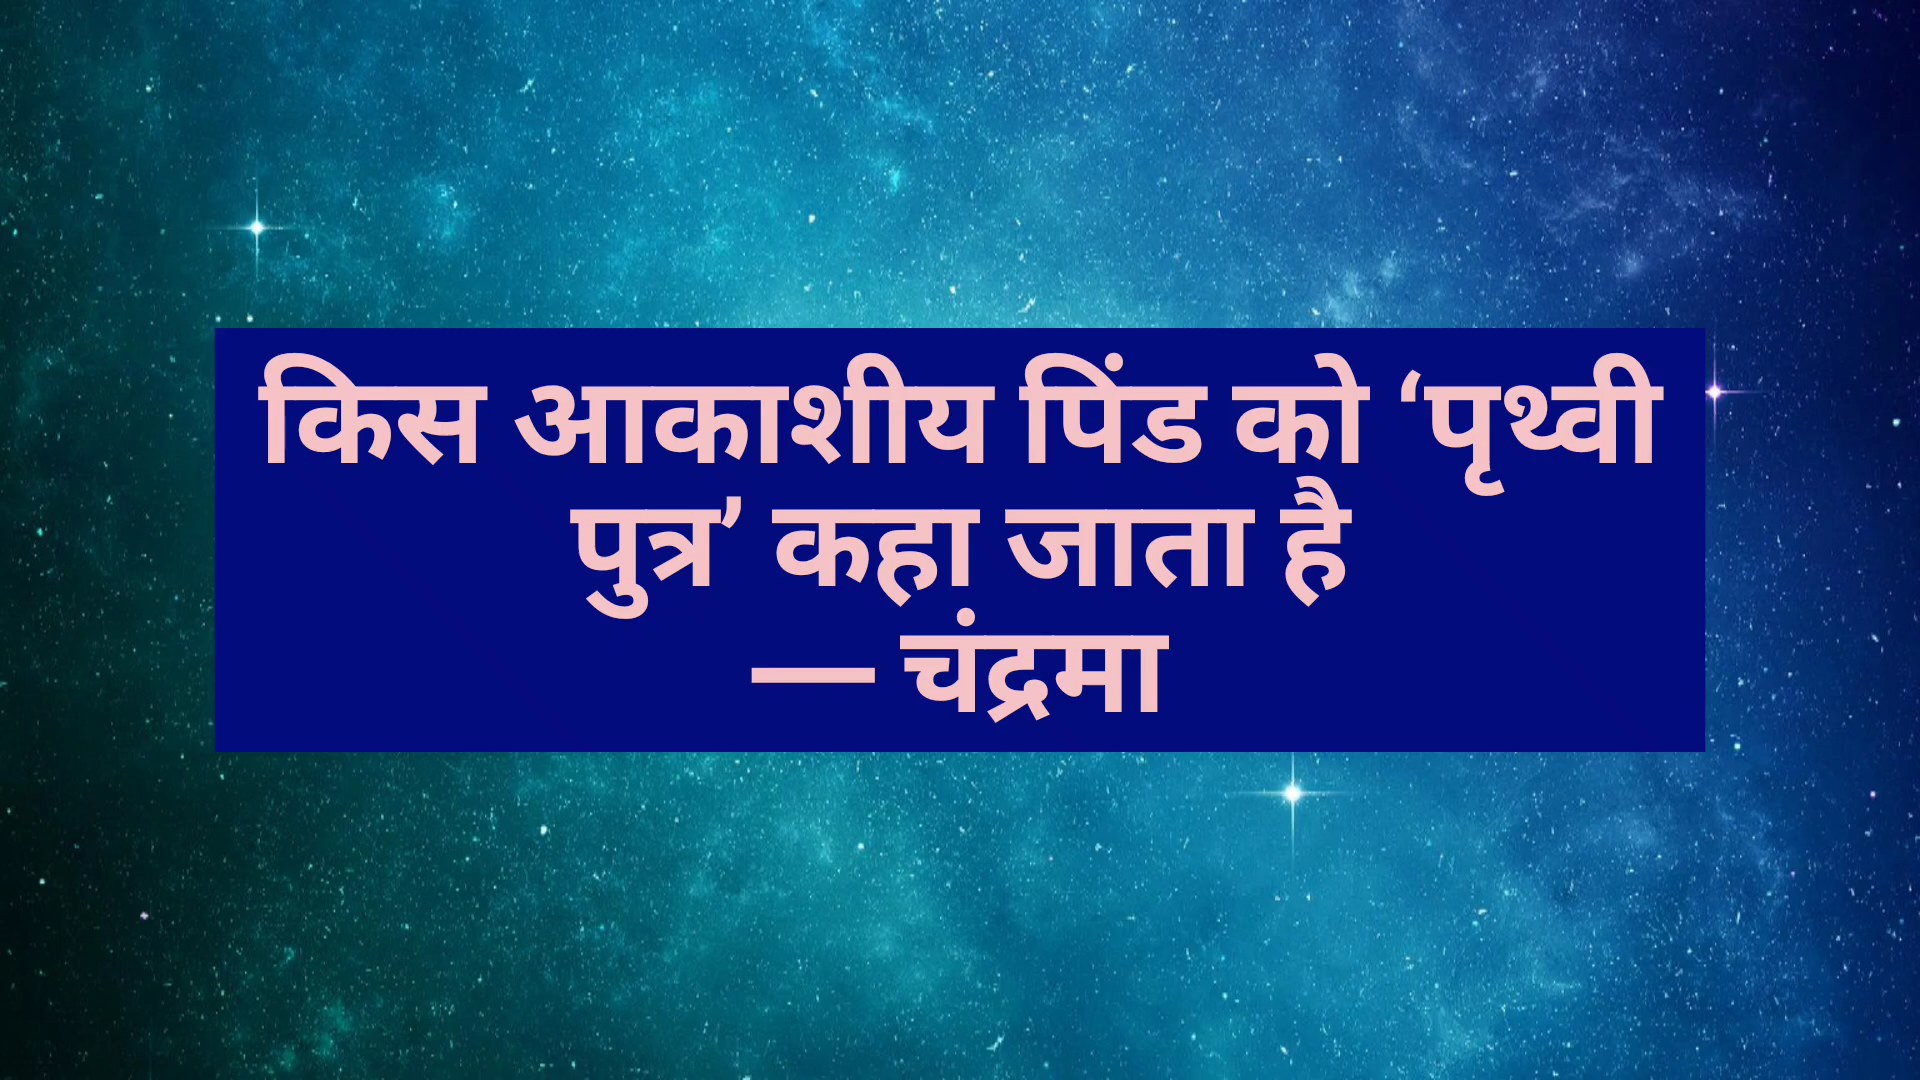 किस आकाशीय पिंड को ‘पृथ्वी
पुत्र’ कहा जाता है
— चंद्रमा